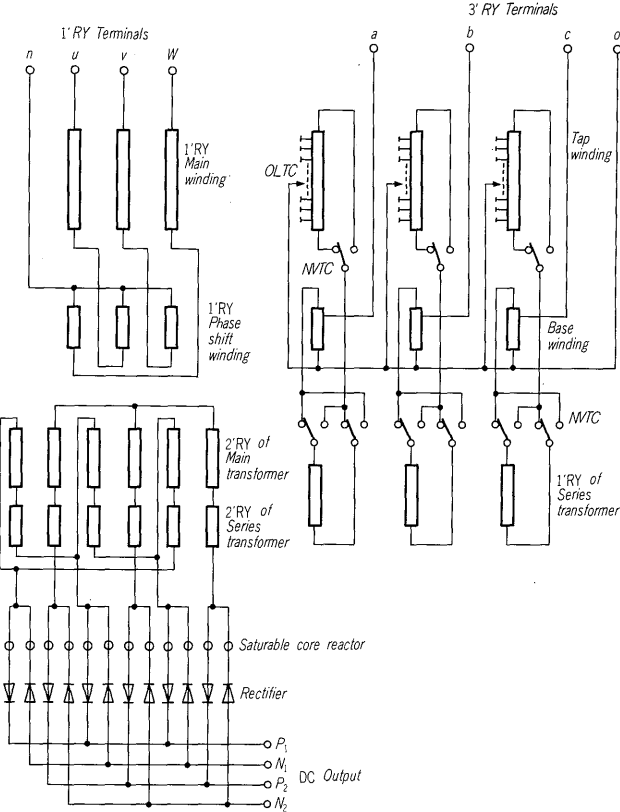 3'RY Terminals
1'RY Terminals
a
b
c
o
n
u
v
W
1'RY
Main
winding
OLTC
Tap
winding
NVTC
1'RY
Phase
shift
winding
Base
winding
NVTC
2'RY of
Main
transformer
2'RY of
Series
transformer
1'RY of
Series
transformer
Saturable core reactor
Rectifier
P1
N1
DC Output
P2
N2